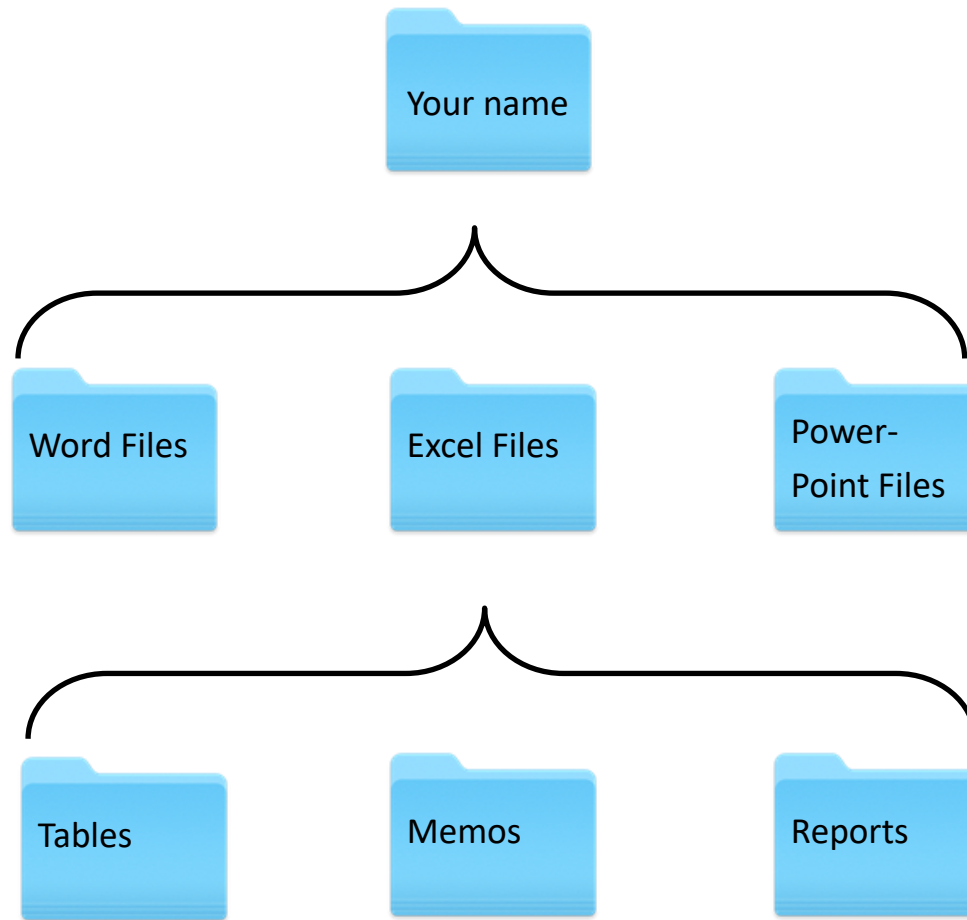 Your name
Word Files
Excel Files
Power-
Point Files
Tables
Memos
Reports